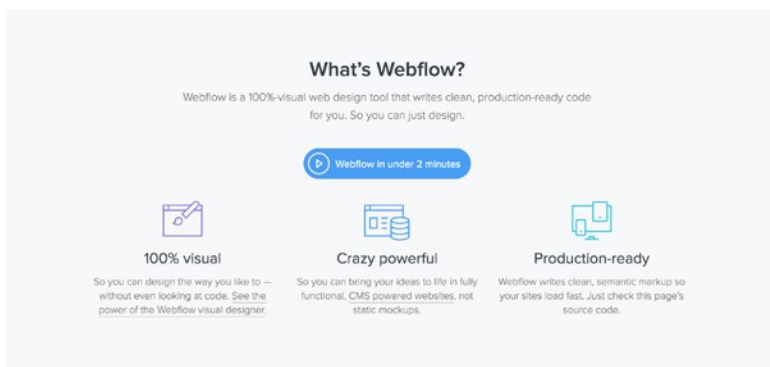 What's Webflow?
Webflow is a 100%-visual web design tool that writes clean, production-ready code
for you. So you can just design.
Webflow in under 2 minutes
100% visual
So you can design the way you like to —
without even looking at code. See the
power of the Webflow visual designer.
Crazy powerful
So you can bring your ideas to life in fully
functional, CMS powered websites, not
static mockups.
Production-ready
Webflow writes clean, semantic markup so
your sites load fast. Just check this page's
source code.